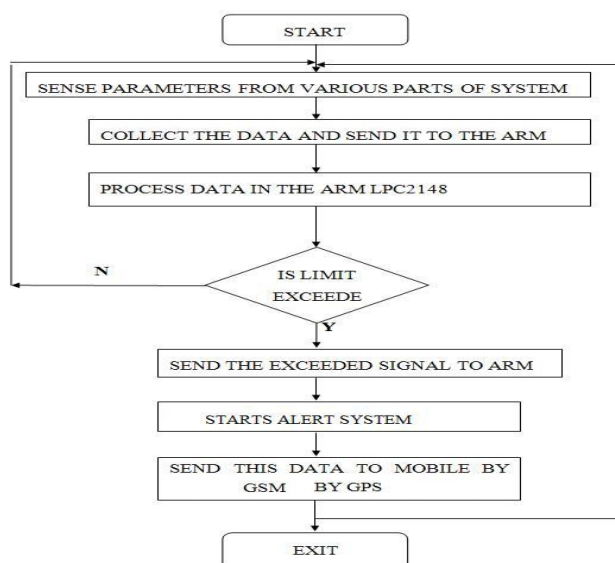 START
SENSE PARAMETERS FROM VARIOUS PARTS OF SYSTEM
COLLECT THE DATA AND SEND IT TO THE ARM
PROCESS DATA IN THE ARM LPC2148
N
IS LIMIT
EXCEEDE
Y
SEND THE EXCEEDED SIGNAL TO ARM
STARTS ALERT SYSTEM
SEND THIS DATA TO MOBILE BY
GSM BY GPS
EXIT